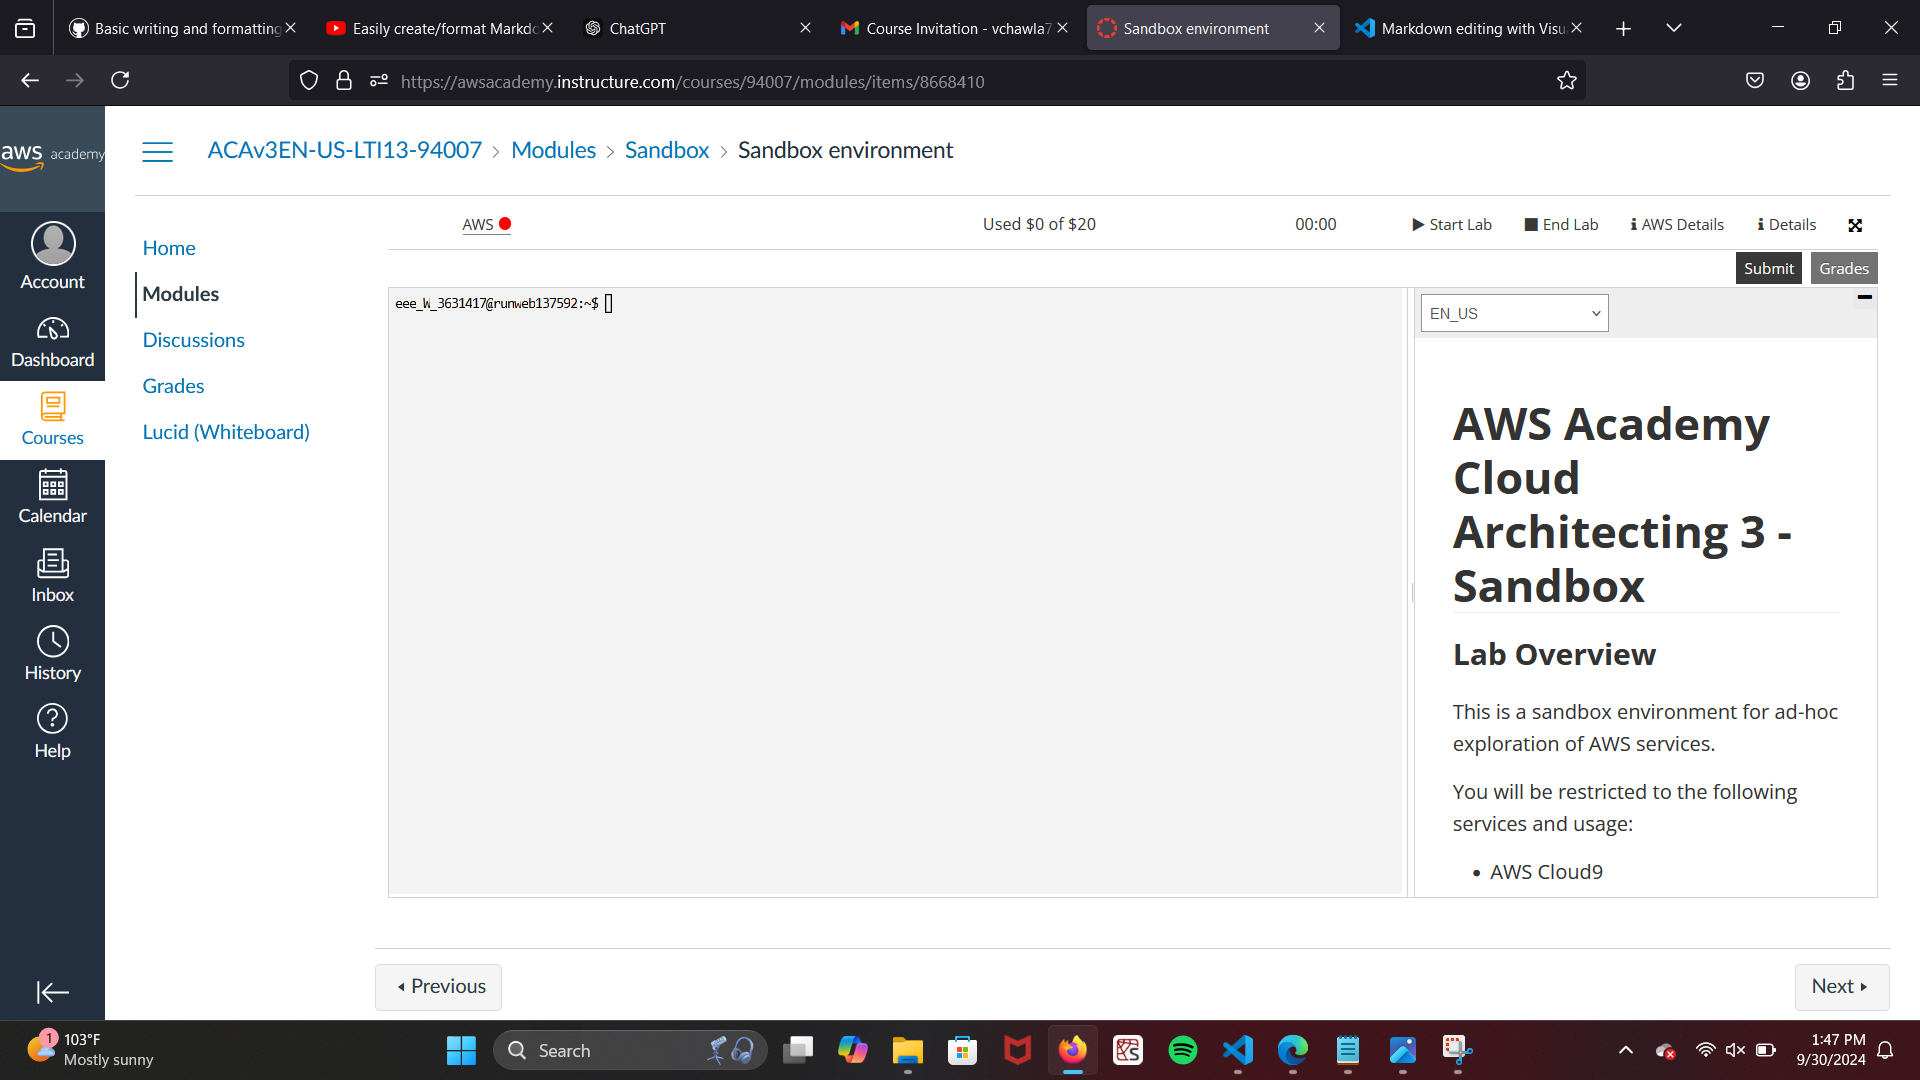 Basic writing and formatting
Easily create/format Markdo
ChatGPT
Course Invitation - vchawla7
Sandbox environment
Markdown editing with Visu
https://awsacademy.instructure.com/courses/94007/modules/items/8668410
aws academy
ACAv3EN-US-LTI13-94007 > Modules > Sandbox > Sandbox environment
Account
Dashboard
Courses
Calendar
Inbox
History
Help
Home
Modules
Discussions
Grades
Lucid (Whiteboard)
AWS
Used $0 of $20
00:00
Start Lab
End Lab
AWS Details
Details
Submit
Grades
eee_W_3631417@runweb137592:~$
EN_US
AWS Academy
Cloud
Architecting 3 -
Sandbox
Lab Overview
This is a sandbox environment for ad-hoc
exploration of AWS services.
You will be restricted to the following
services and usage:
• AWS Cloud9
Previous
Next
1
103°F
Mostly sunny
Search
1:47 PM
9/30/2024